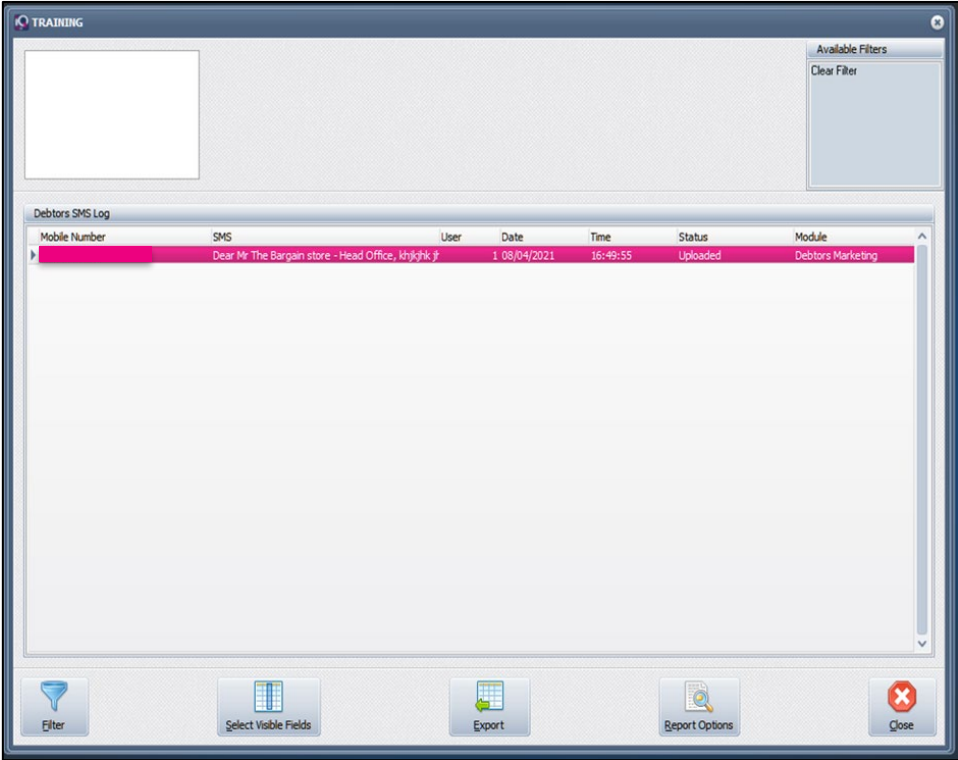 TRAINING
Available Filters
Clear Filter
Debtors SMS Log
Mobile Number SMS User Date Time Status Module
Dear Mr The Bargain store - Head Office, khjkjhk jh 1 08/04/2021 16:49:55 Uploaded Debtors Marketing
Filter Select Visible Fields Export Report Options Close